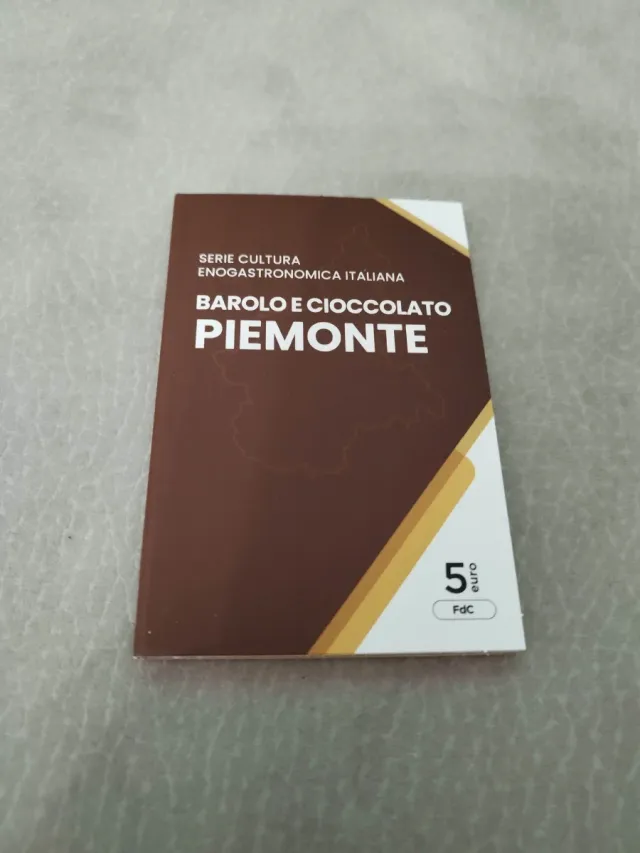 SERIE CULTURA
ENOGASTRONOMICA ITALIANA
BAROLO E CIOCCOLATO
PIEMONTE
5 euro
FdC